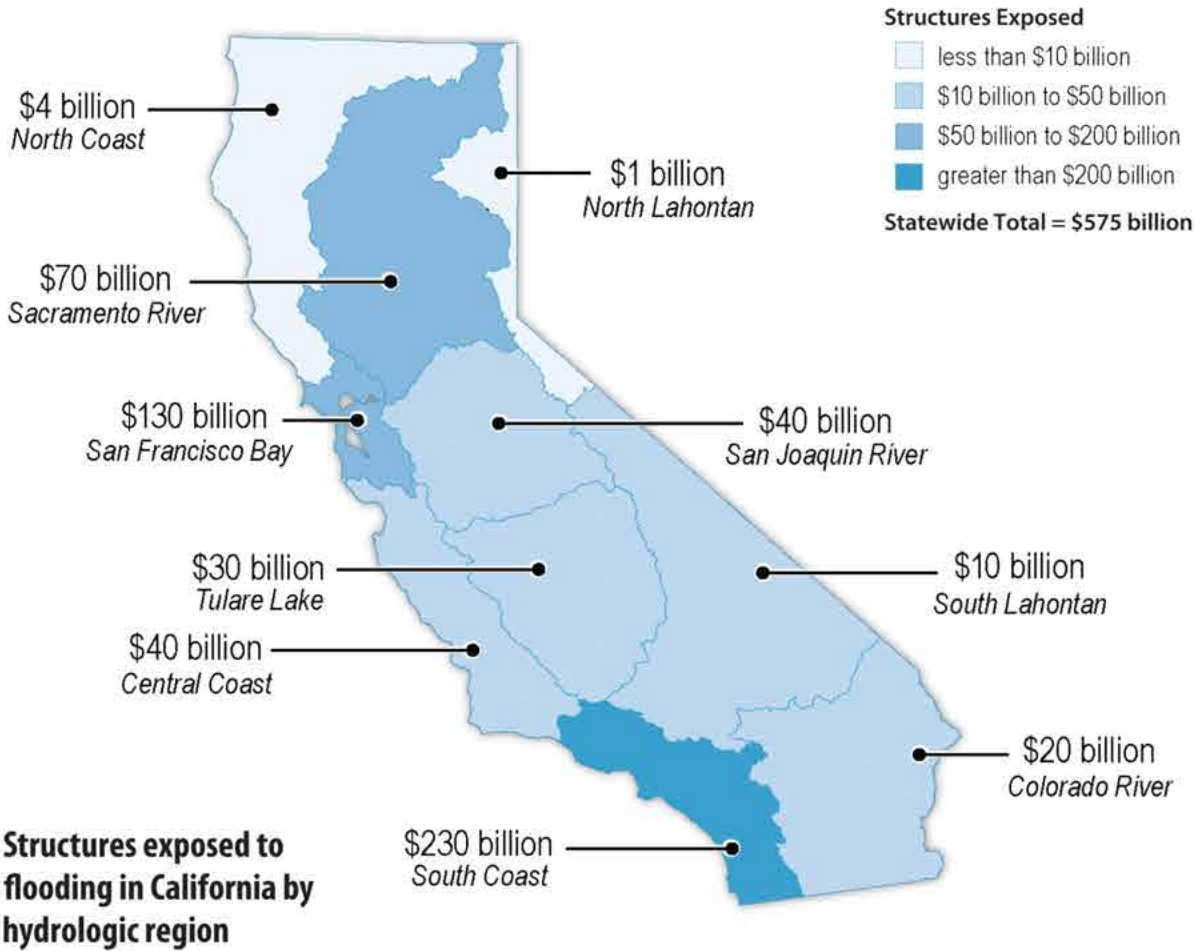 Structures Exposed
less than $10 billion
$10 billion to $50 billion
$50 billion to $200 billion
greater than $200 billion
Statewide Total = $575 billion
$4 billion
North Coast
$1 billion
North Lahontan
$70 billion
Sacramento River
$130 billion
San Francisco Bay
$40 billion
San Joaquin River
$30 billion
Tulare Lake
$10 billion
South Lahontan
$40 billion
Central Coast
$20 billion
Colorado River
$230 billion
South Coast
Structures exposed to
flooding in California by
hydrologic region